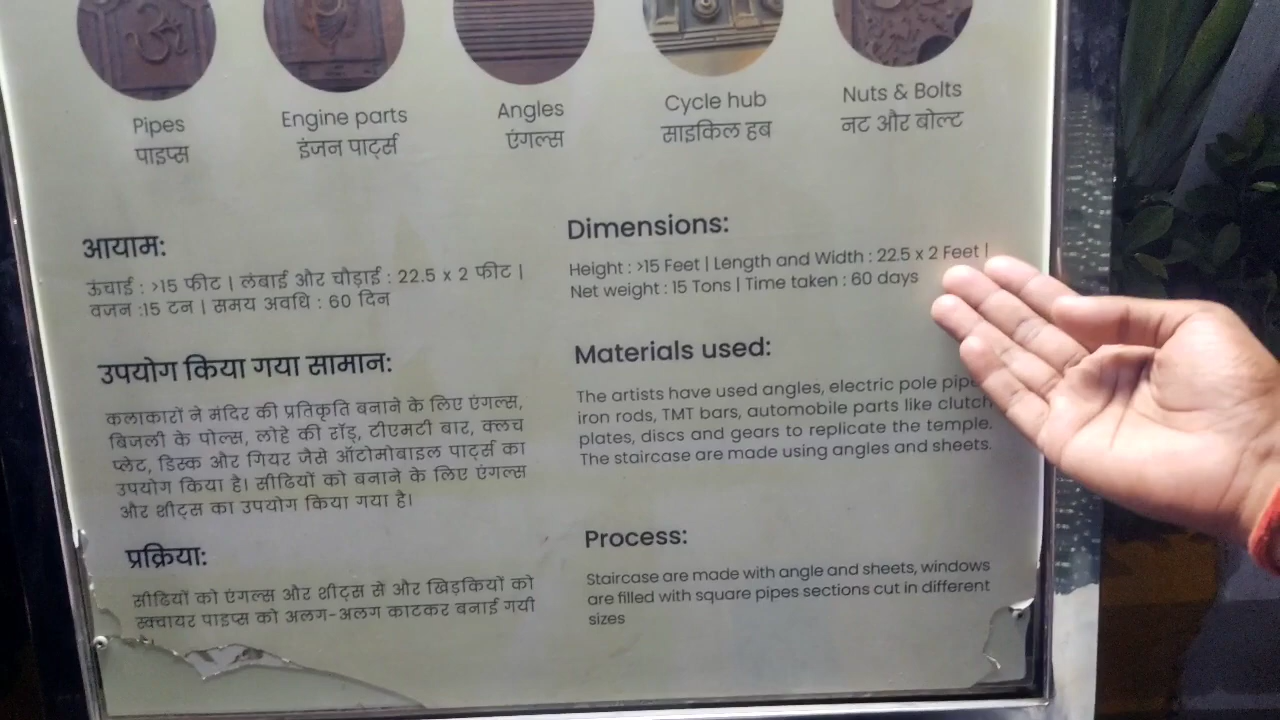 Pipes
पाइप्स
Engine parts
इंजन पार्ट्स
Angles
एंगल्स
Cycle hub
साइकिल हब
Nuts & Bolts
नट और बोल्ट
आयाम:
ऊंचाई : >15 फीट | लंबाई और चौड़ाई : 22.5 x 2 फीट |
वजन :15 टन | समय अवधि : 60 दिन
उपयोग किया गया सामान:
कलाकारों ने मंदिर की प्रतिकृति बनाने के लिए एंगल्स,
बिजली के पोल्स, लोहे की रॉड्, टीएमटी बार, क्लच
प्लेट, डिस्क और गियर जैसे ऑटोमोबाइल पार्ट्स का
उपयोग किया है। सीढियों को बनाने के लिए एंगल्स
और शीट्स का उपयोग किया गया है।
प्रक्रिया:
सीढियों को एंगल्स और शीट्स से और खिड़कियों को
स्क्वायर पाइप्स को अलग-अलग काटकर बनाई गयी
Dimensions:
Height : >15 Feet | Length and Width : 22.5 x 2 Feet |
Net weight : 15 Tons | Time taken : 60 days
Materials used:
The artists have used angles, electric pole
iron rods, TMT bars, automobile parts like clutch
plates, discs and gears to replicate the temple.
The staircase are made using angles and sheets.
Process:
Staircase are made with angle and sheets, windows
are filled with square pipes sections cut in different
sizes